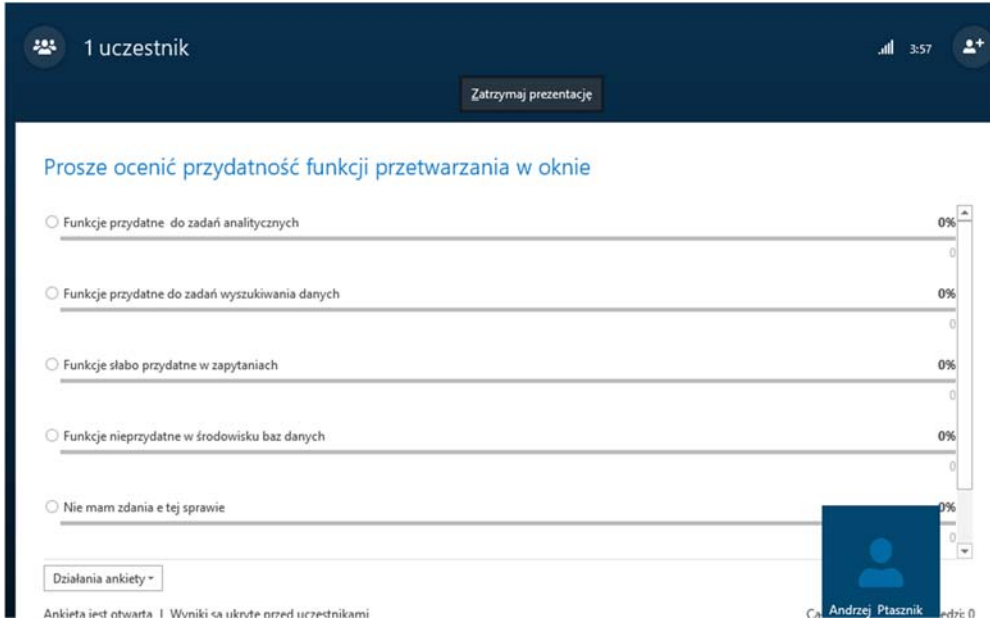 1 uczestnik
3:57
Zatrzymaj prezentację
Prosze ocenić przydatność funkcji przetwarzania w oknie
Funkcje przydatne do zadań analitycznych 0%
0
Funkcje przydatne do zadań wyszukiwania danych 0%
0
Funkcje słabo przydatne w zapytaniach 0%
0
Funkcje nieprzydatne w środowisku baz danych 0%
0
Nie mam zdania e tej sprawie 0%
0
Działania ankiety
Ankieta jest otwarta | Wyniki są ukryte przed uczestnikami
Andrzej Ptasznik